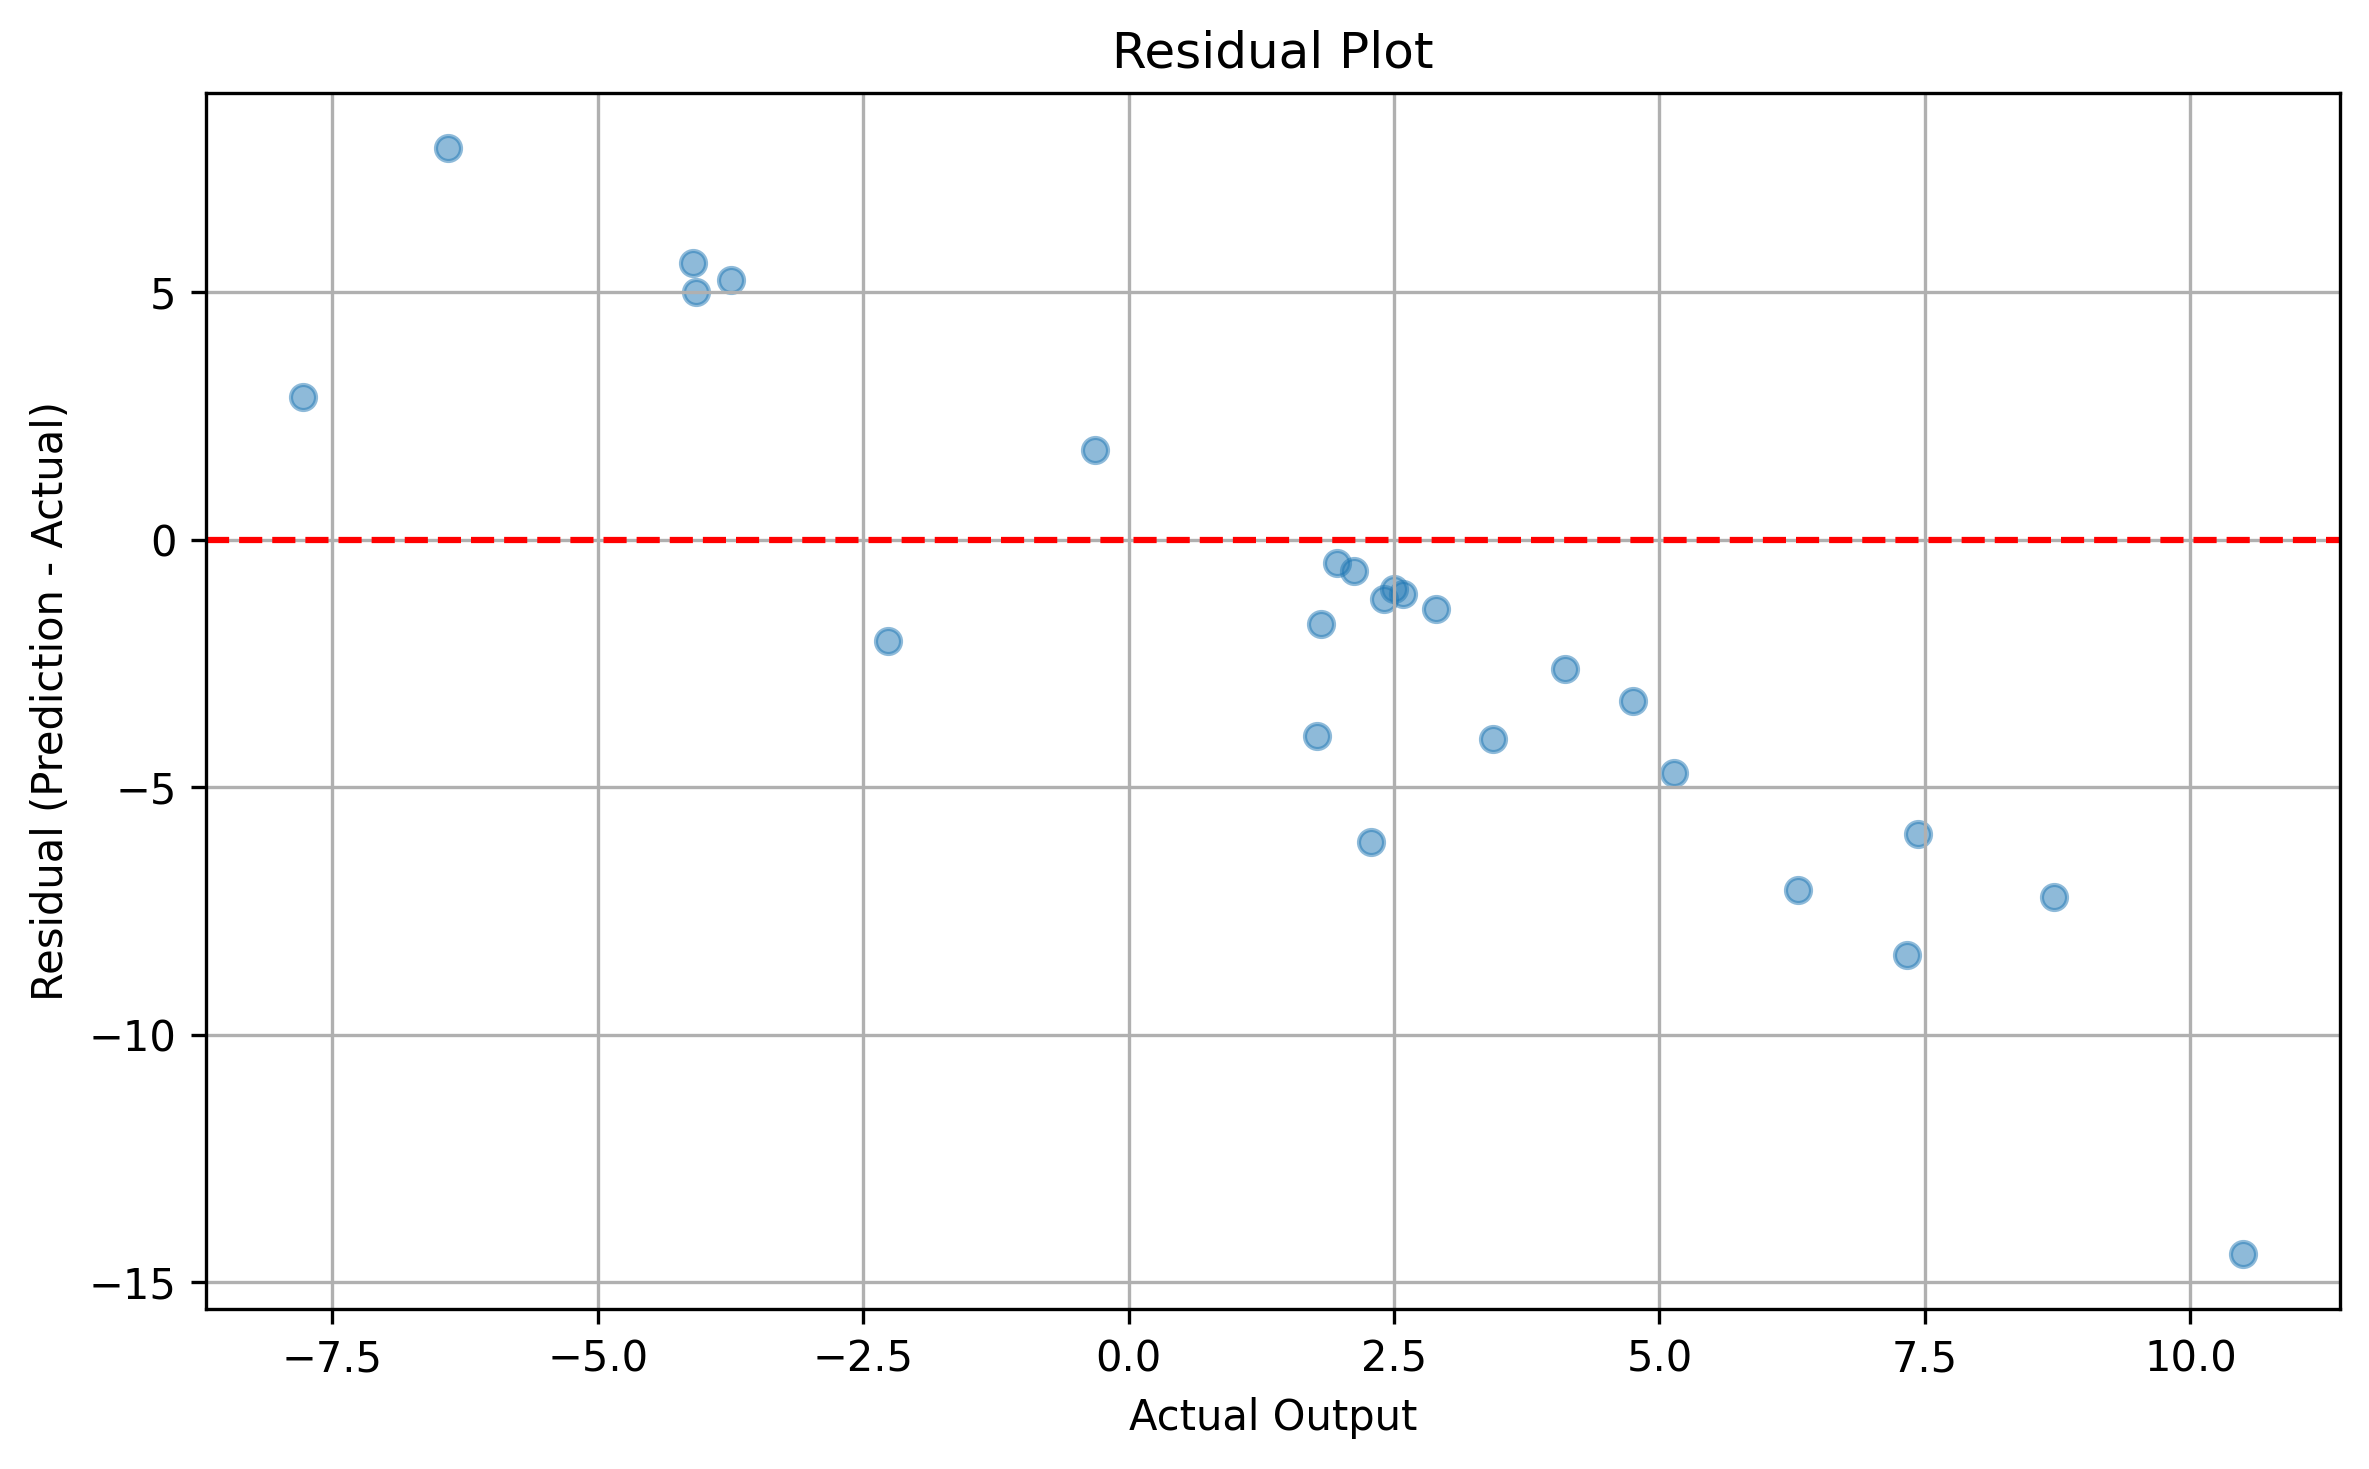 Residual Plot
Residual (Prediction - Actual)
5
0
−5
−10
−15
−7.5 −5.0 −2.5 0.0 2.5 5.0 7.5 10.0
Actual Output